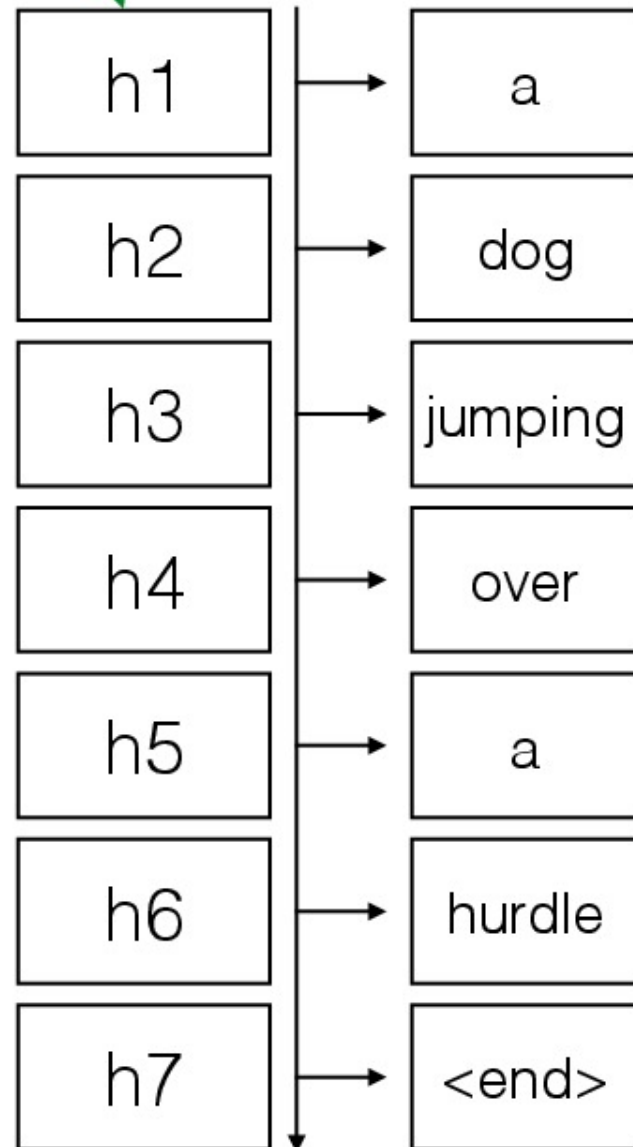 h1 a
h2 dog
h3 jumping
h4 over
h5 a
h6 hurdle
h7 <end>